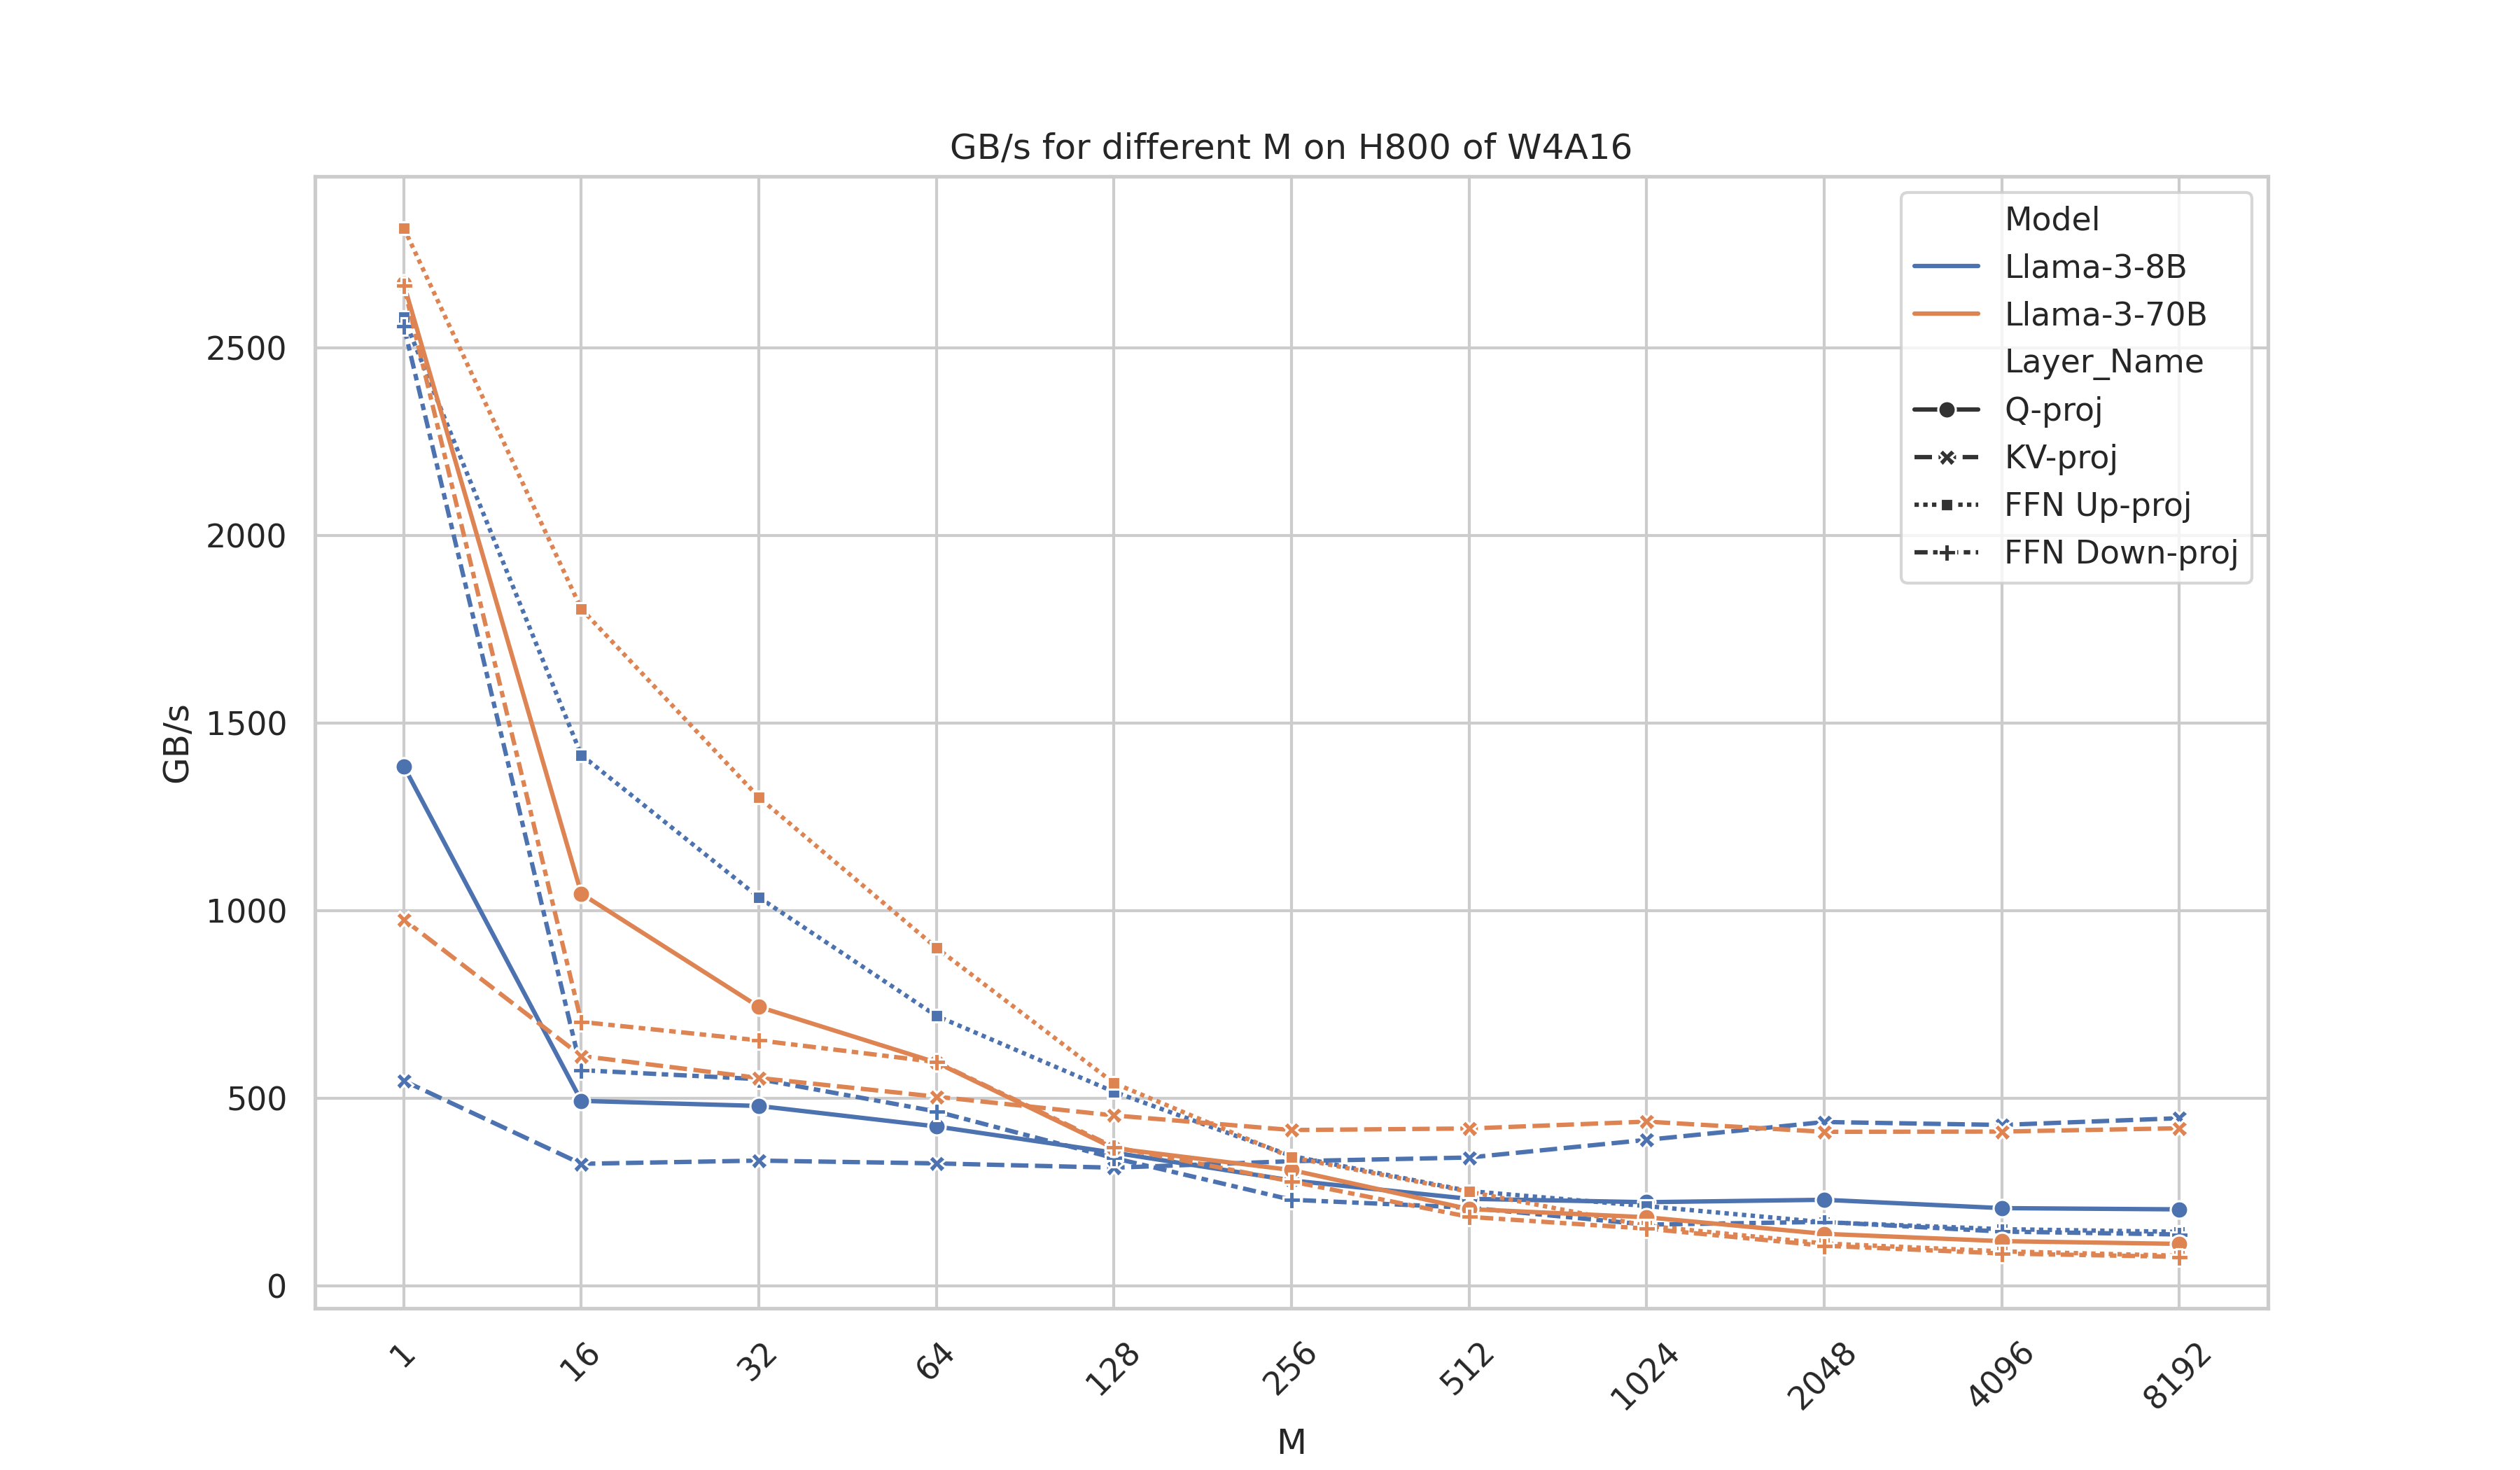 GB/s for different M on H800 of W4A16
Model
Llama-3-8B
Llama-3-70B
Layer_Name
Q-proj
KV-proj
FFN Up-proj
FFN Down-proj
GB/s
2500
2000
1500
1000
500
0
1
16
32
64
128
256
512
1024
2048
4096
8192
M